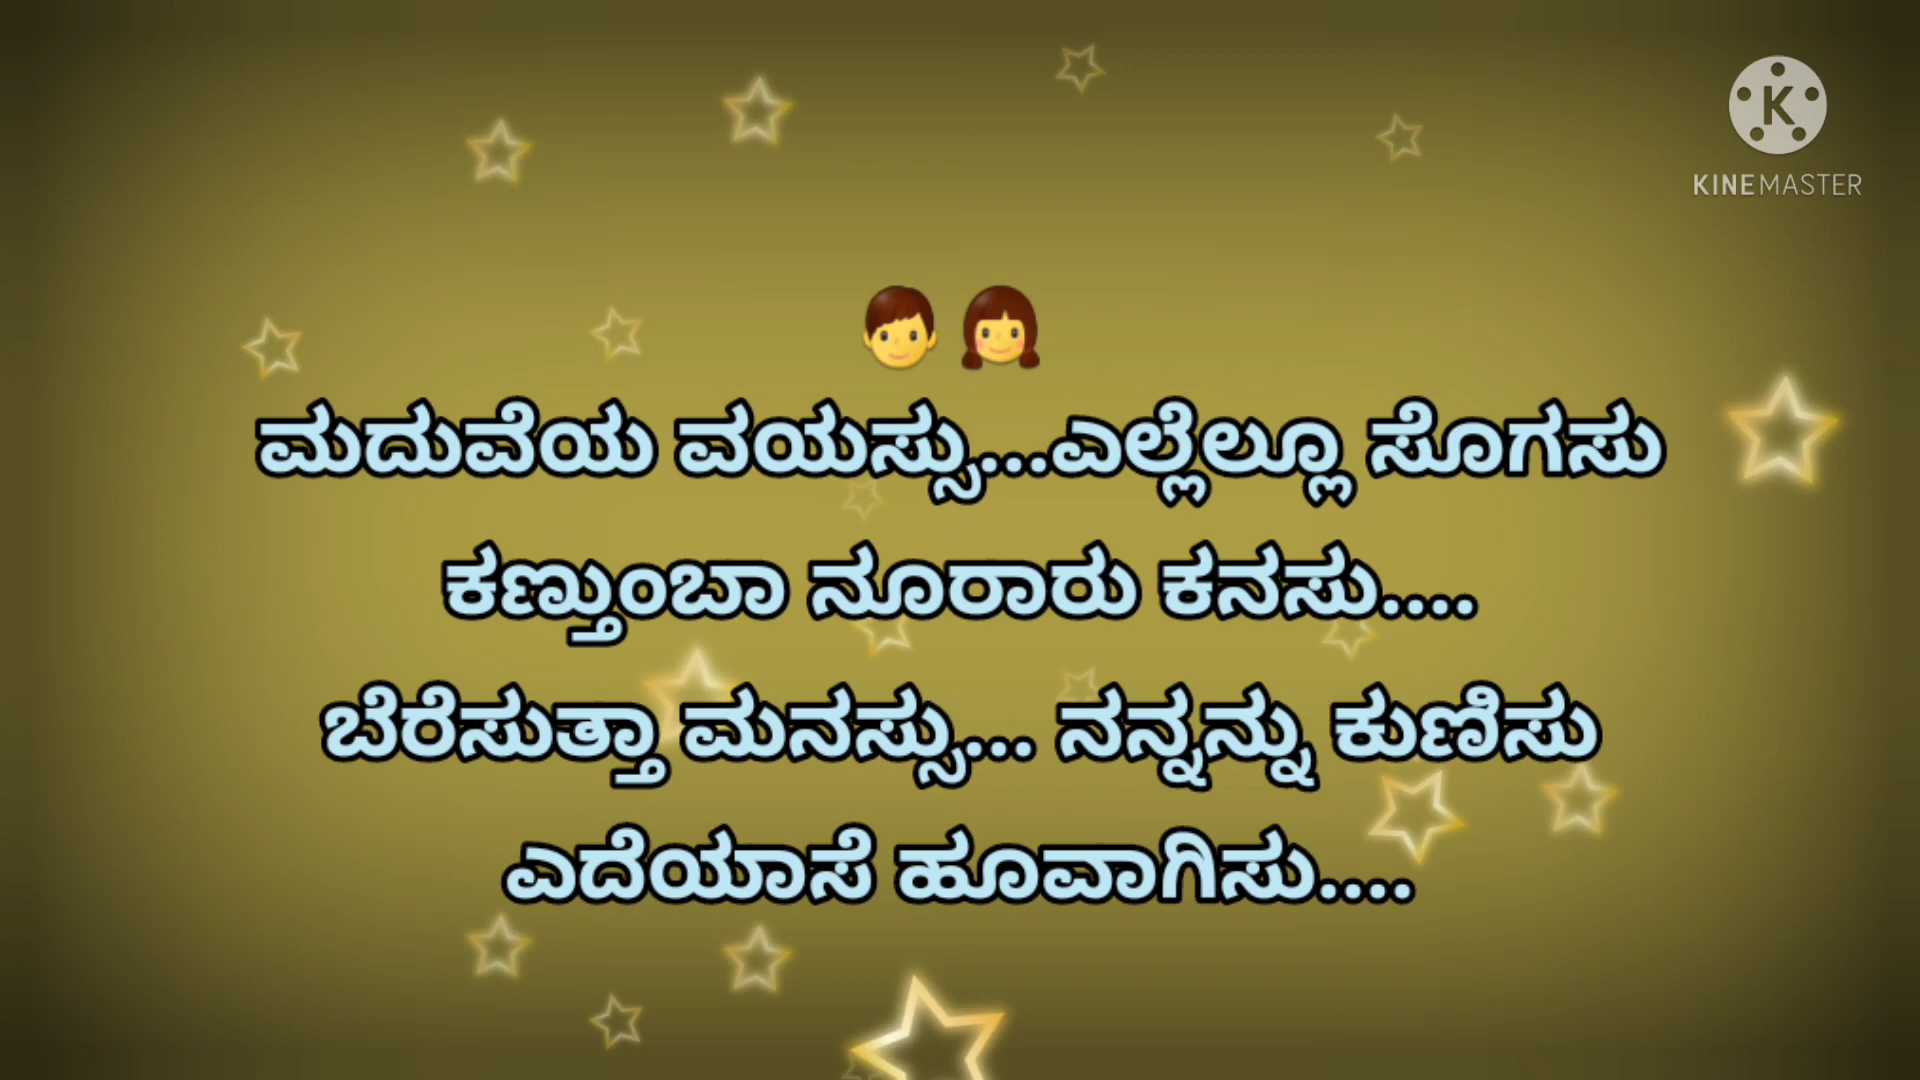 KINEMASTER
ಮದುವೆಯ ವಯಸ್ಸು...ಎಲ್ಲೆಲ್ಲೂ ಸೊಗಸು
ಕಣ್ತುಂಬಾ ನೂರಾರು ಕನಸು....
ಬೆರೆಸುತ್ತಾ ಮನಸ್ಸು... ನನ್ನನ್ನು ಕುಣಿಸು
ಎದೆಯಾಸೆ ಹೂವಾಗಿಸು....